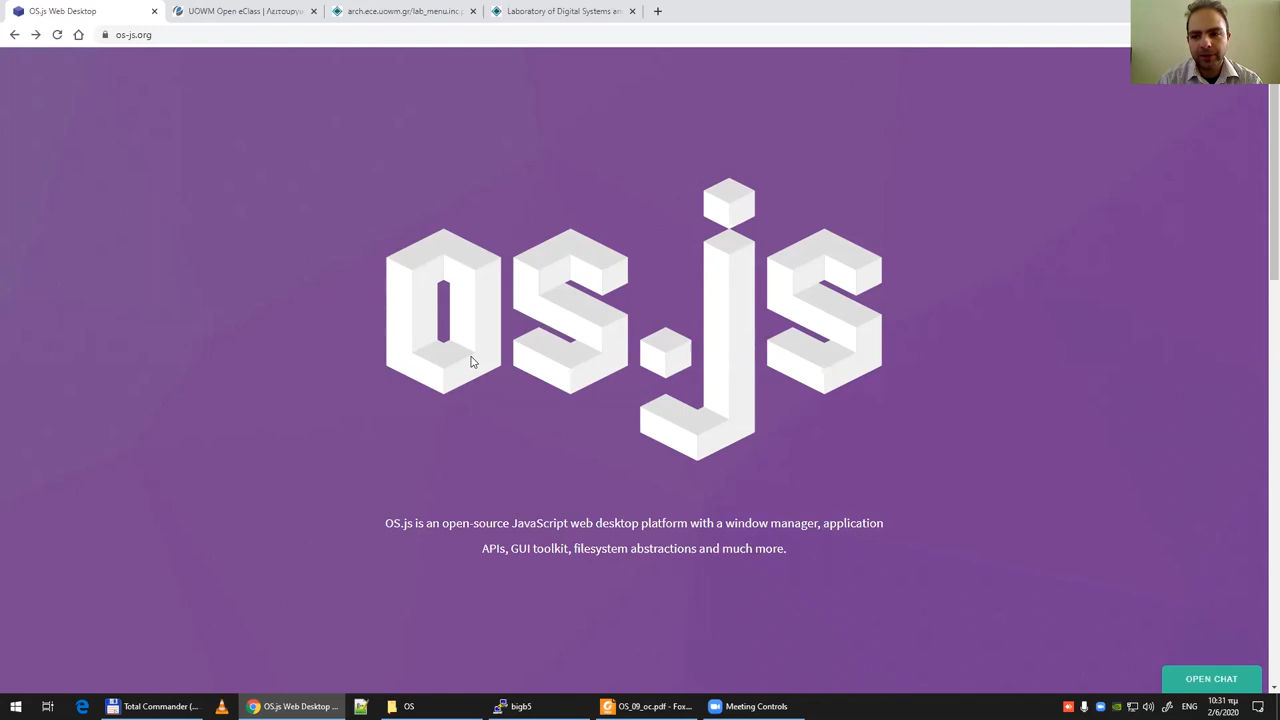 OS.js Web Desktop
UOWM Open eClass | Λειτουργι
arch.ece.uowm.gr/lab_menu.inc.p
Laboratory of Digital Systems an
os-js.org
os.js
OS.js is an open-source JavaScript web desktop platform with a window manager, application
APIs, GUI toolkit, filesystem abstractions and much more.
OPEN CHAT
Total Commander (...
OS.js Web Desktop ...
OS
bigb5
OS_09_oc.pdf - Fox...
Meeting Controls
ENG
10:31 πμ
2/6/2020